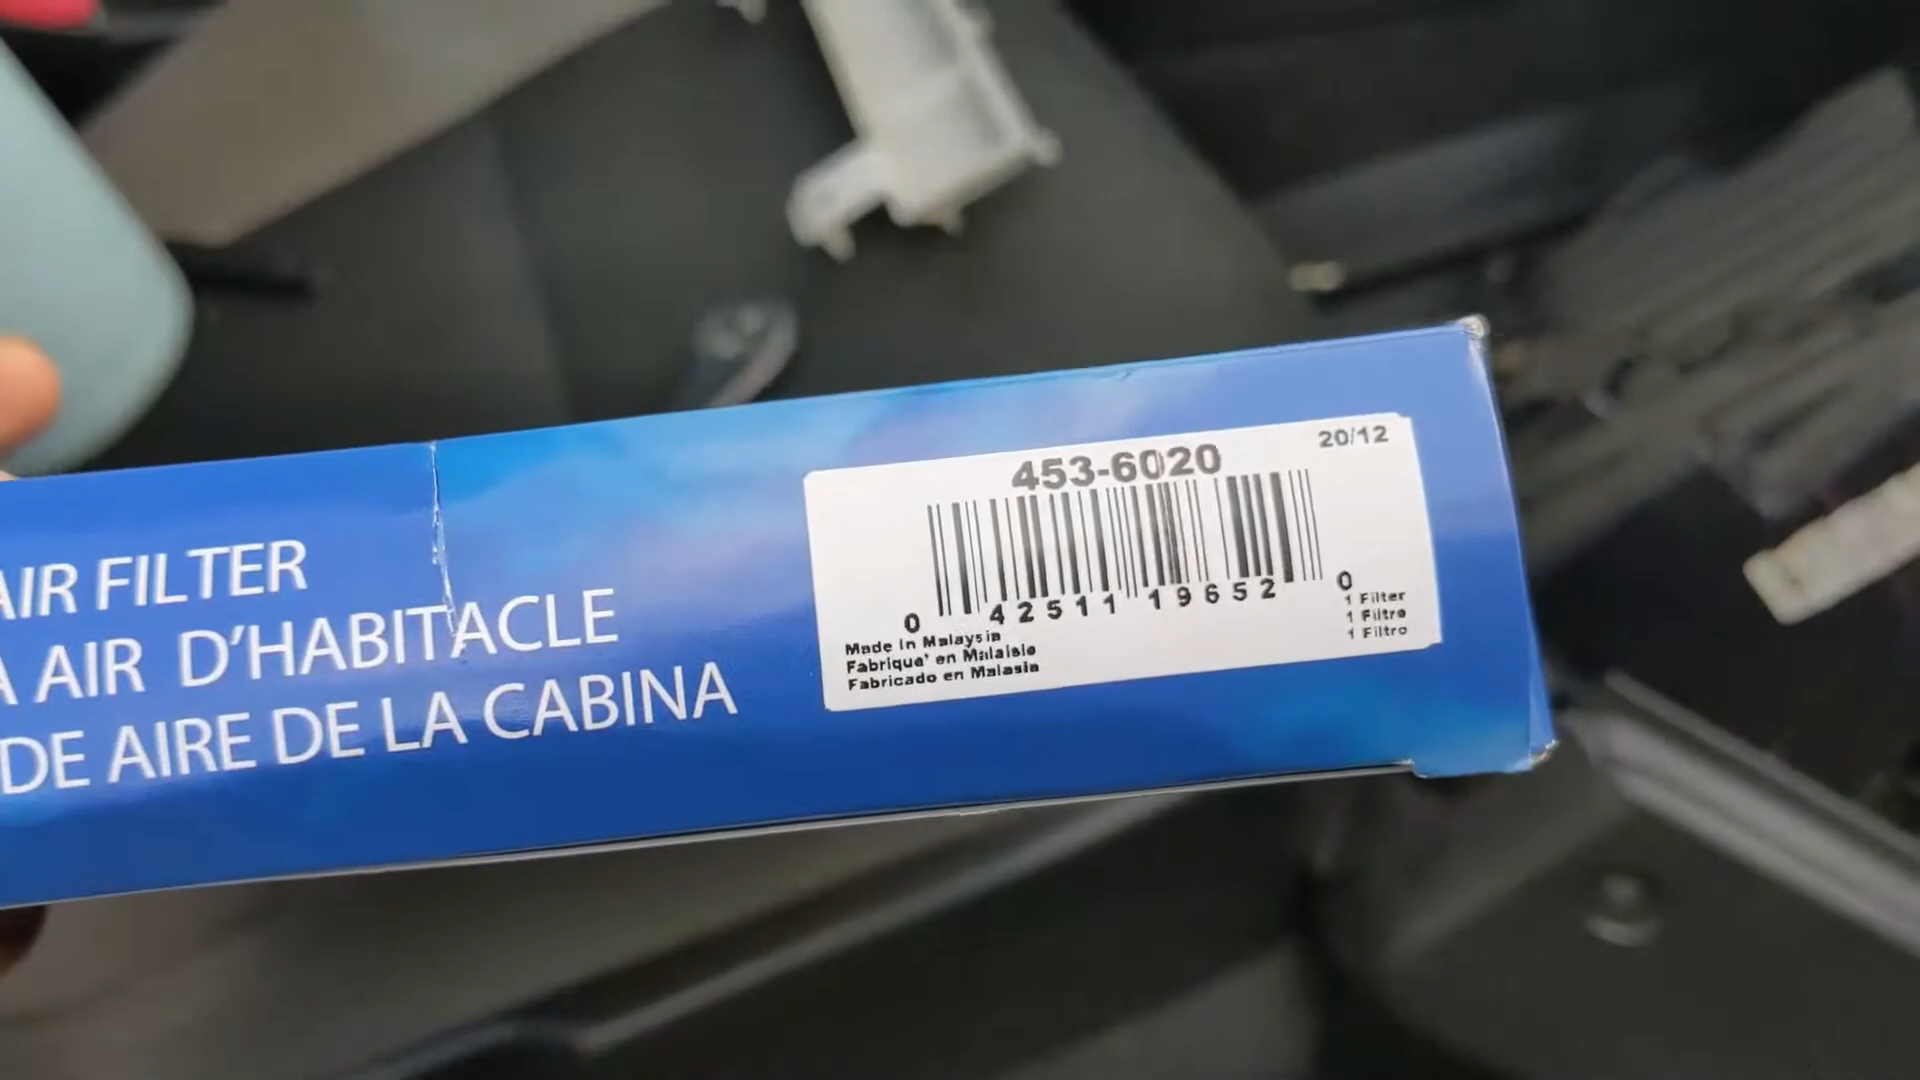 AIR FILTER
A AIR D'HABITACLE
DE AIRE DE LA CABINA
20/12
453-6020
0 42511 19652 0
Made in Malaysia
Fabrique' en Malaisie
Fabricado en Malasia
1 Filter
1 Filtre
1 Filtro